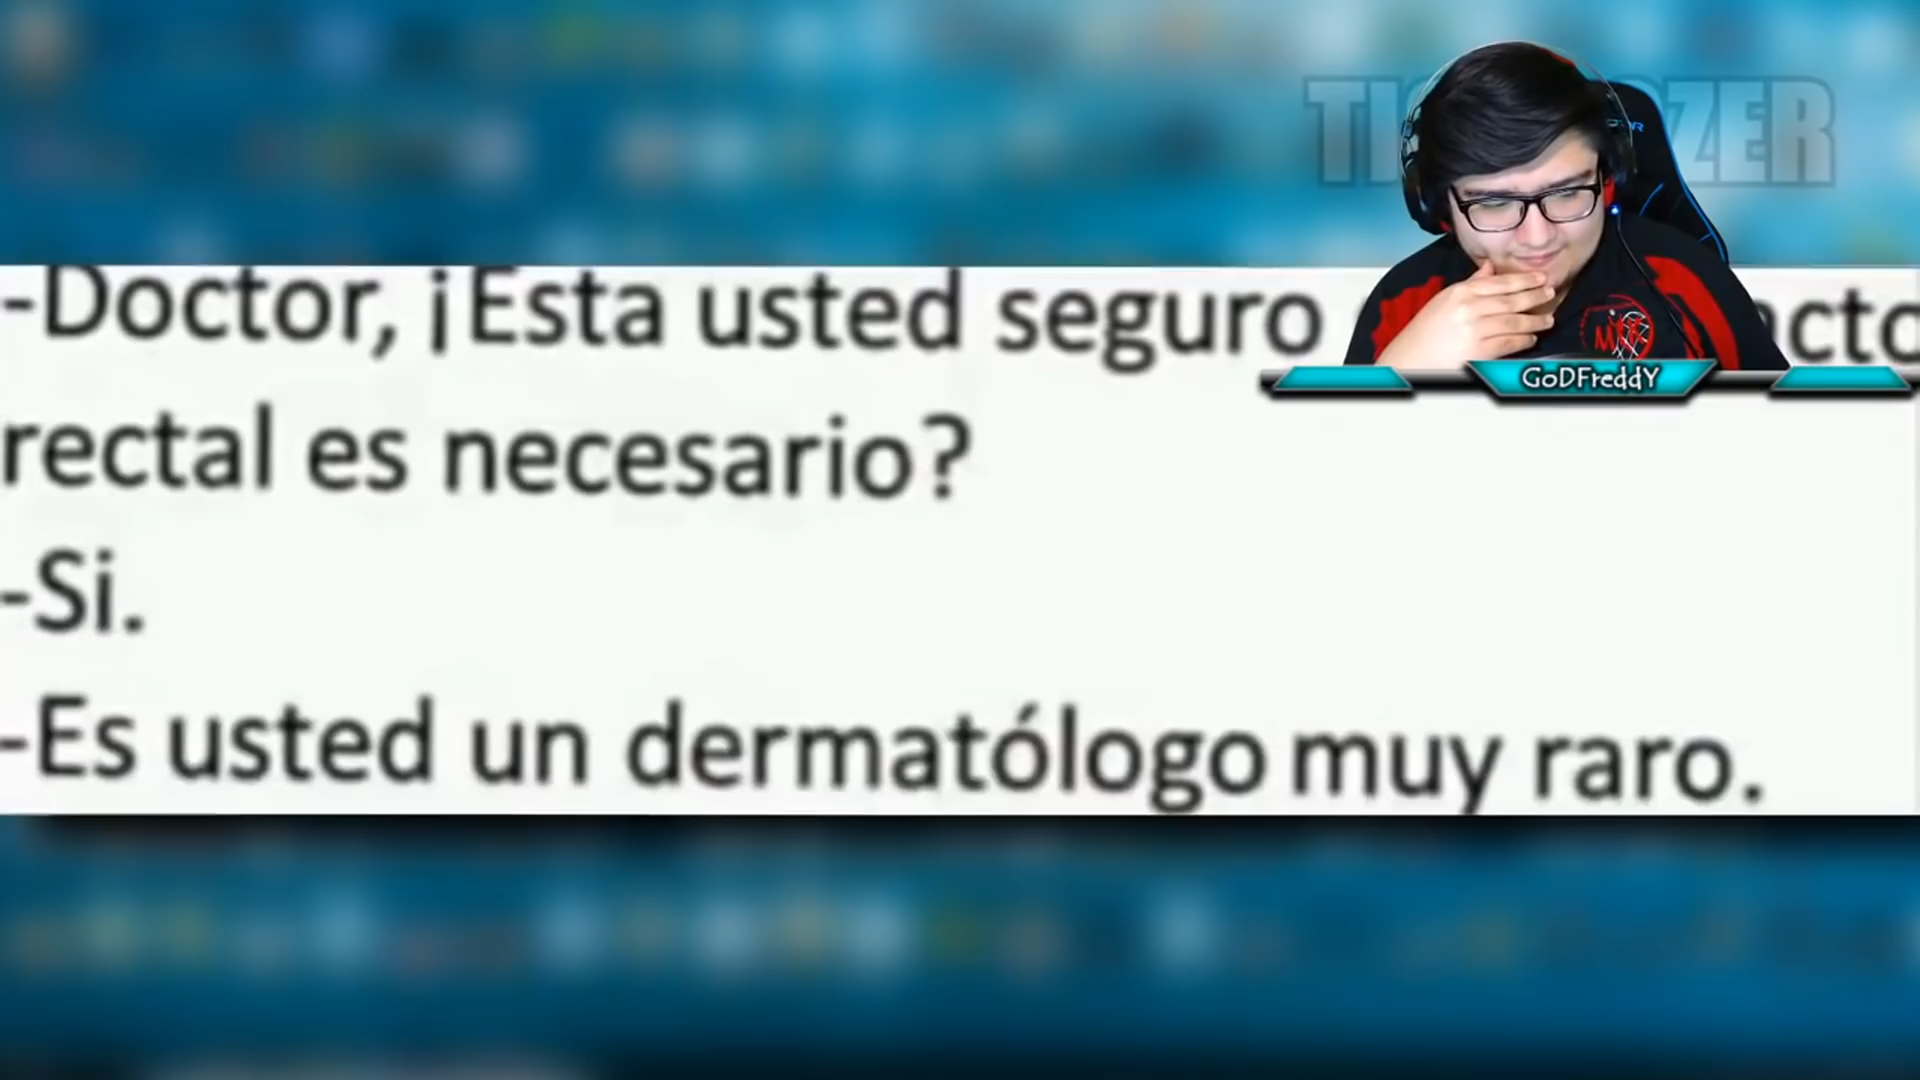 -Doctor, ¡Esta usted seguro
rectal es necesario?
-Si.
-Es usted un dermatólogo muy raro.
GoDFreddY